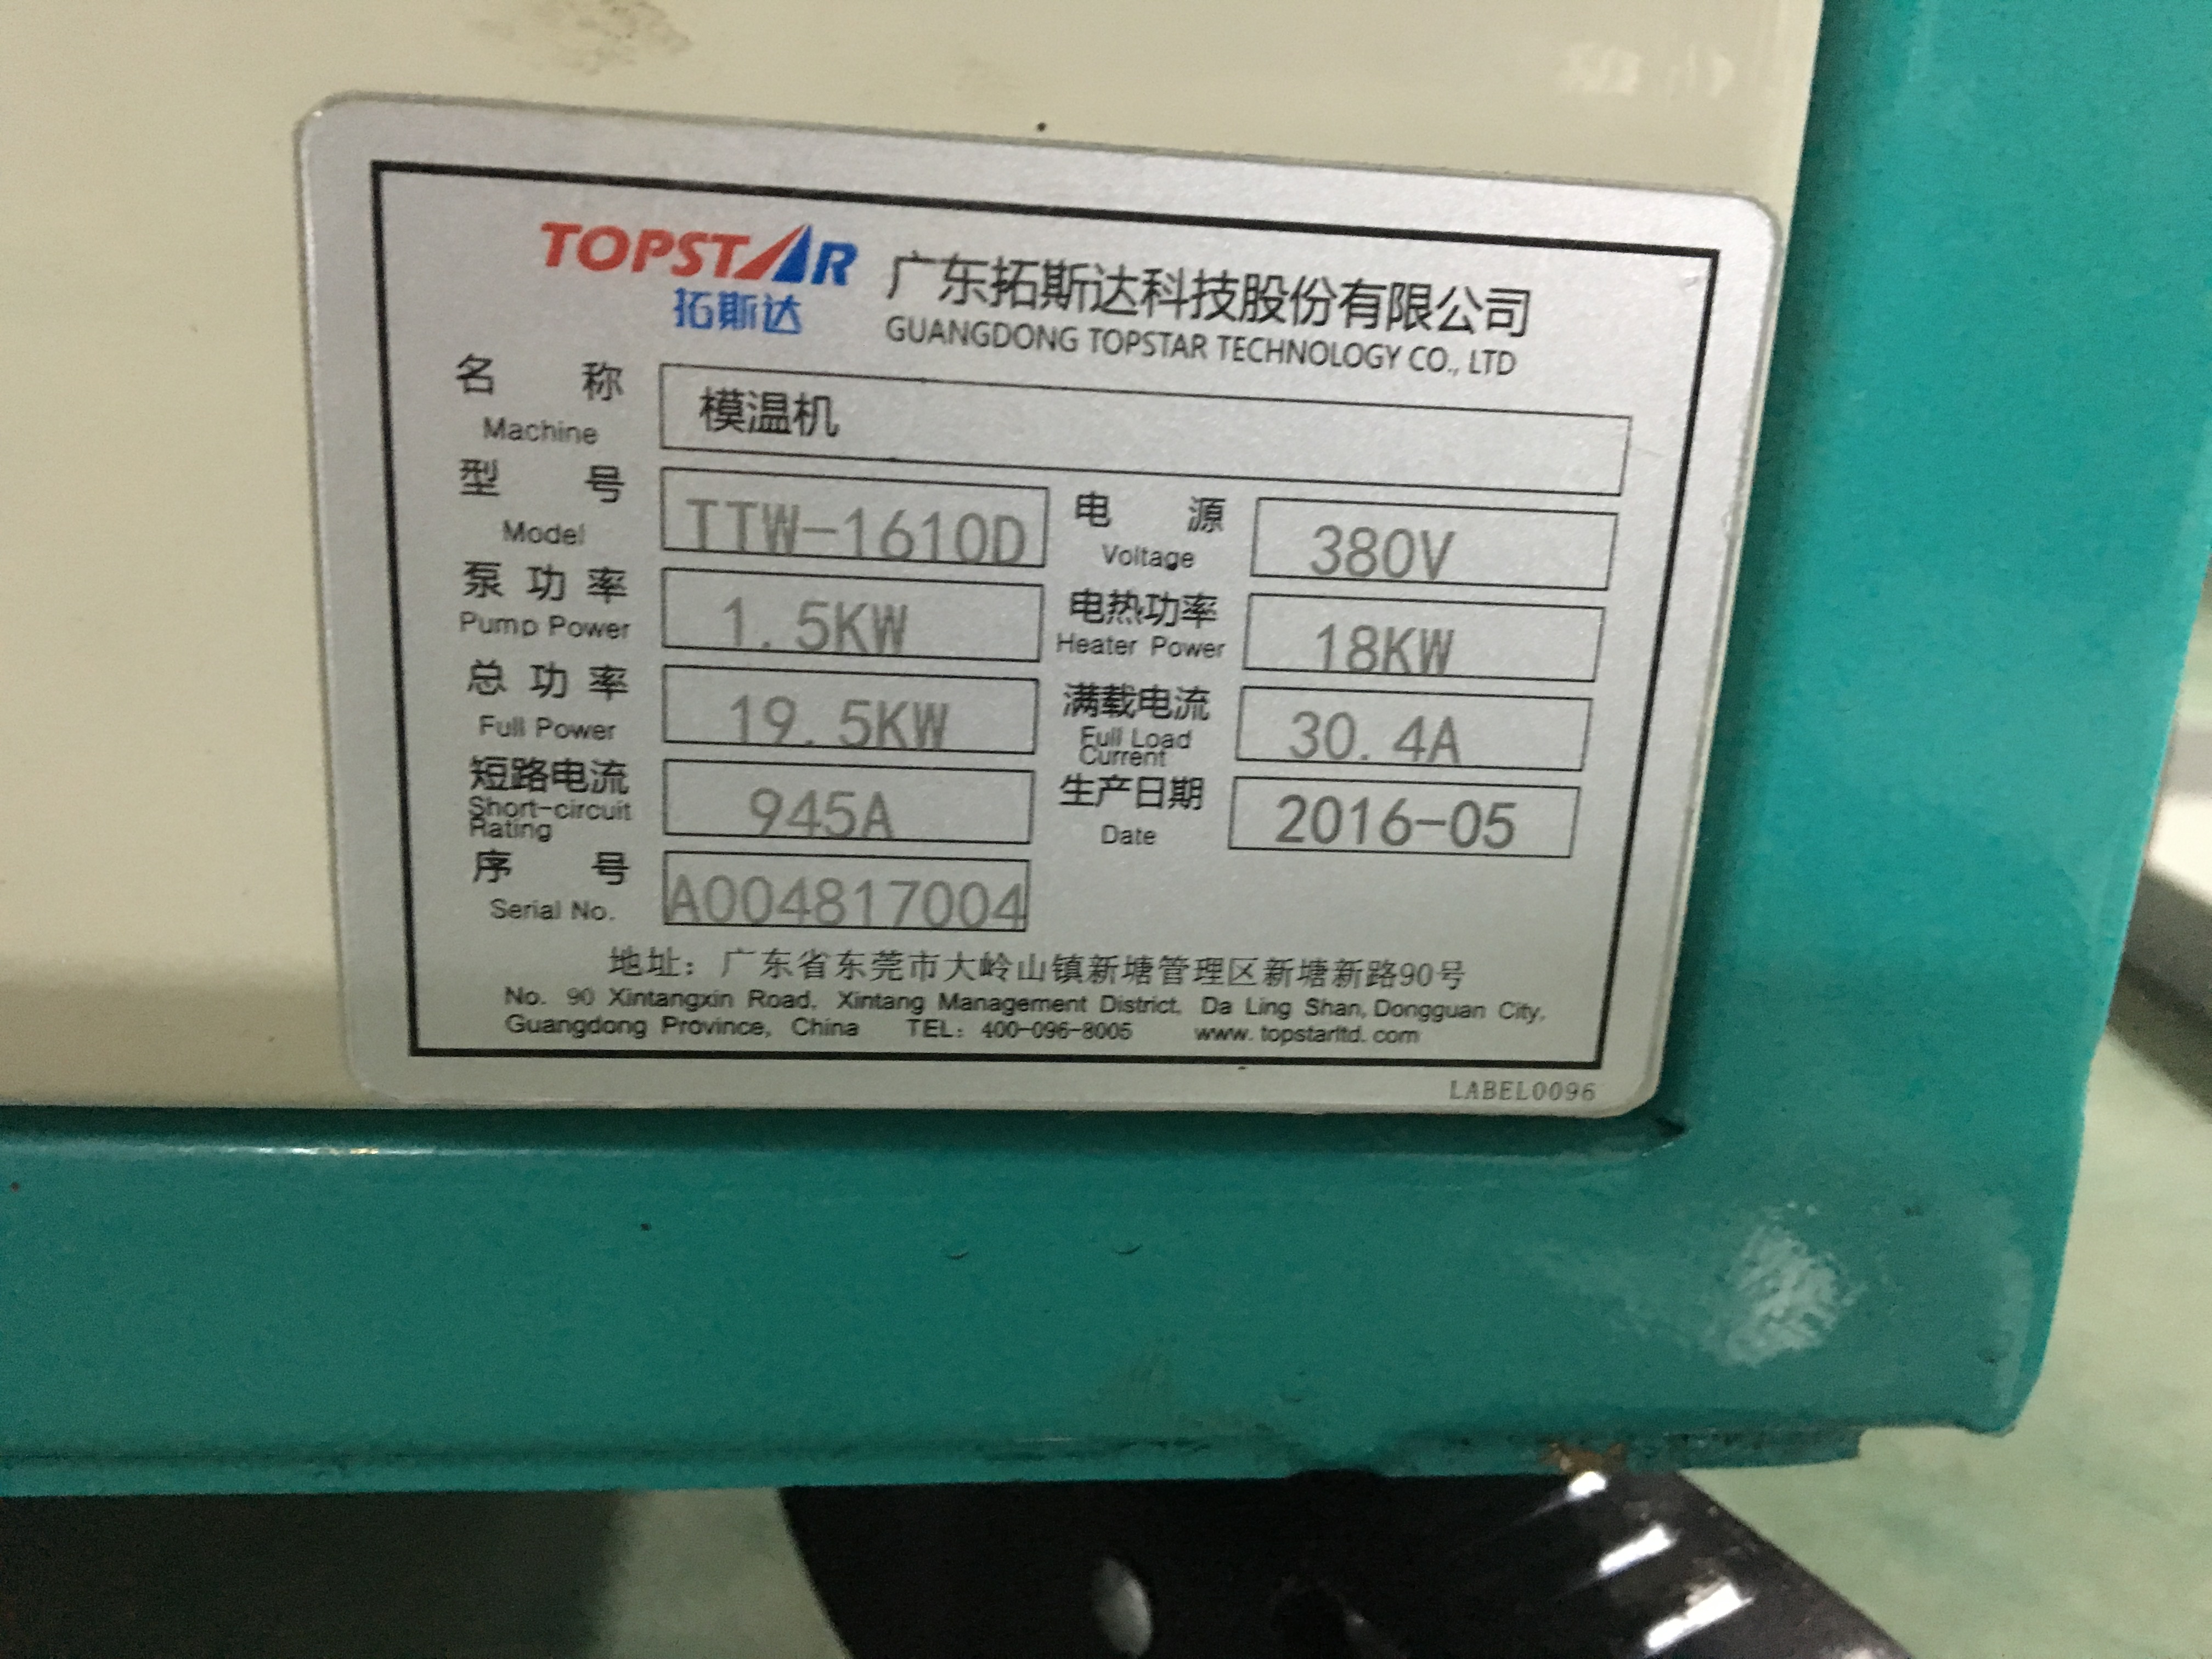 TOPSTAR
拓斯达
广东拓斯达科技股份有限公司
GUANGDONG TOPSTAR TECHNOLOGY CO., LTD
名 称 模温机
Machine
型 号 TTW-1610D 电 源 380V
Model Voltage
泵功率 1.5KW 电热功率 18KW
Pump Power Heater Power
总功率 19.5KW 满载电流 30.4A
Full Power Full Load Current
短路电流 945A 生产日期 2016-05
Short-circuit Rating Date
序 号 A004817004
Serial No.
地址：广东省东莞市大岭山镇新塘管理区新塘新路90号
No. 90 Xintangxin Road, Xintang Management District, Da Ling Shan, Dongguan City,
Guangdong Province, China TEL: 400-096-8005 www.topstarltd.com
LABEL0096